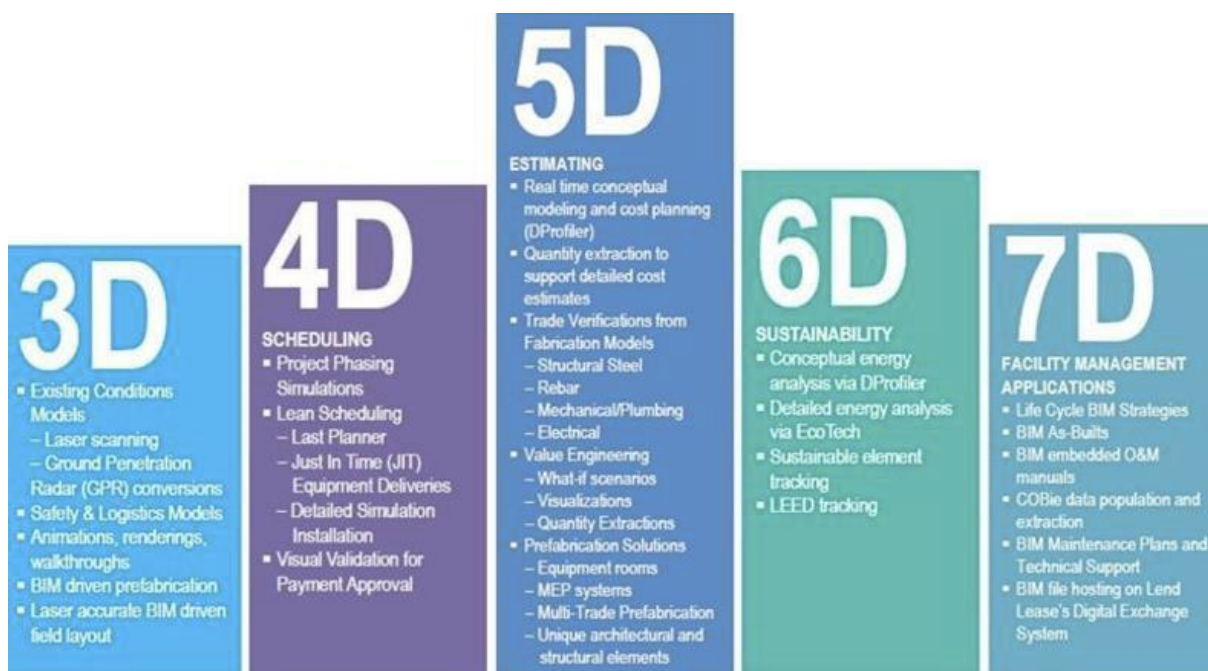 3D
▪ Existing Conditions
Models
– Laser scanning
– Ground Penetration
Radar (GPR) conversions
▪ Safety & Logistics Models
▪ Animations, renderings,
walkthroughs
▪ BIM driven prefabrication
▪ Laser accurate BIM driven
field layout
4D
SCHEDULING
▪ Project Phasing
Simulations
▪ Lean Scheduling
– Last Planner
– Just In Time (JIT)
Equipment Deliveries
– Detailed Simulation
Installation
▪ Visual Validation for
Payment Approval
5D
ESTIMATING
▪ Real time conceptual
modeling and cost planning
(DProfiler)
▪ Quantity extraction to
support detailed cost
estimates
▪ Trade Verifications from
Fabrication Models
– Structural Steel
– Rebar
– Mechanical/Plumbing
– Electrical
▪ Value Engineering
– What-if scenarios
– Visualizations
– Quantity Extractions
▪ Prefabrication Solutions
– Equipment rooms
– MEP systems
– Multi-Trade Prefabrication
– Unique architectural and
structural elements
6D
SUSTAINABILITY
▪ Conceptual energy
analysis via DProfiler
▪ Detailed energy analysis
via EcoTech
▪ Sustainable element
tracking
▪ LEED tracking
7D
FACILITY MANAGEMENT
APPLICATIONS
▪ Life Cycle BIM Strategies
▪ BIM As-Builts
▪ BIM embedded O&M
manuals
▪ COBie data population and
extraction
▪ BIM Maintenance Plans and
Technical Support
▪ BIM file hosting on Lend
Lease's Digital Exchange
System